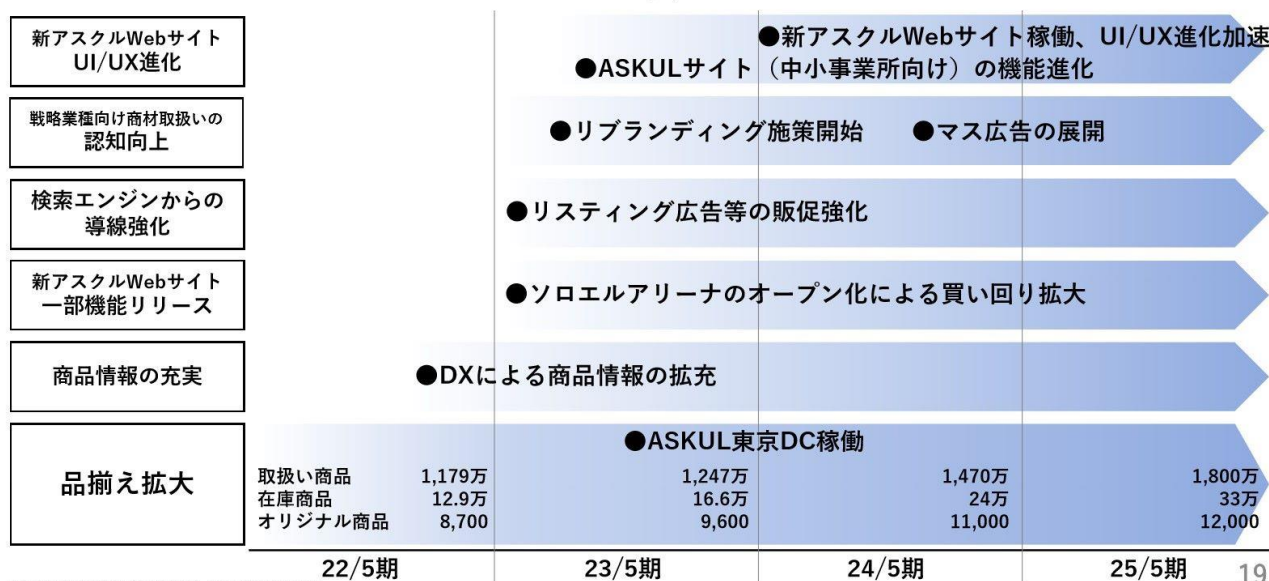 新アスクルWebサイト
UI/UX進化
●新アスクルWebサイト稼働、UI/UX進化加速
●ASKULサイト（中小事業所向け）の機能進化
戦略業種向け商材取扱いの
認知向上
●リブランディング施策開始 ●マス広告の展開
検索エンジンからの
導線強化
●リスティング広告等の販促強化
新アスクルWebサイト
一部機能リリース
●ソロエルアリーナのオープン化による買い回り拡大
商品情報の充実
●DXによる商品情報の拡充
品揃え拡大
●ASKUL東京DC稼働
取扱い商品 1,179万 1,247万 1,470万 1,800万
在庫商品 12.9万 16.6万 24万 33万
オリジナル商品 8,700 9,600 11,000 12,000
22/5期 23/5期 24/5期 25/5期
19